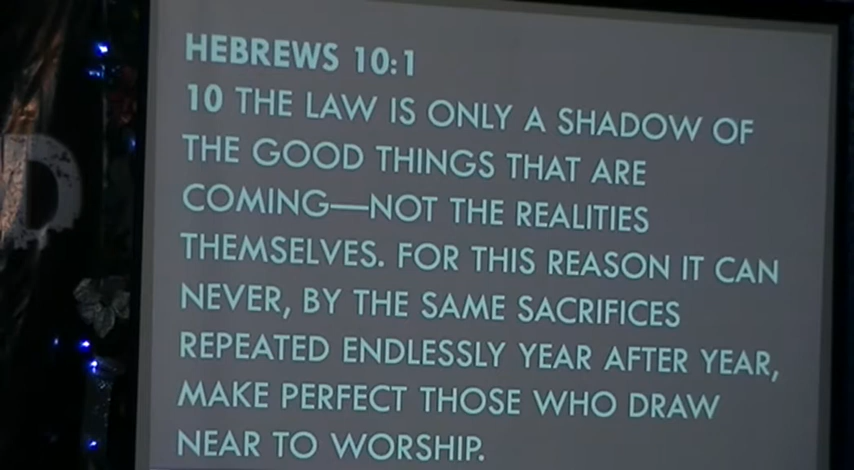 HEBREWS 10:1
10 THE LAW IS ONLY A SHADOW OF
THE GOOD THINGS THAT ARE
COMING—NOT THE REALITIES
THEMSELVES. FOR THIS REASON IT CAN
NEVER, BY THE SAME SACRIFICES
REPEATED ENDLESSLY YEAR AFTER YEAR,
MAKE PERFECT THOSE WHO DRAW
NEAR TO WORSHIP.
D